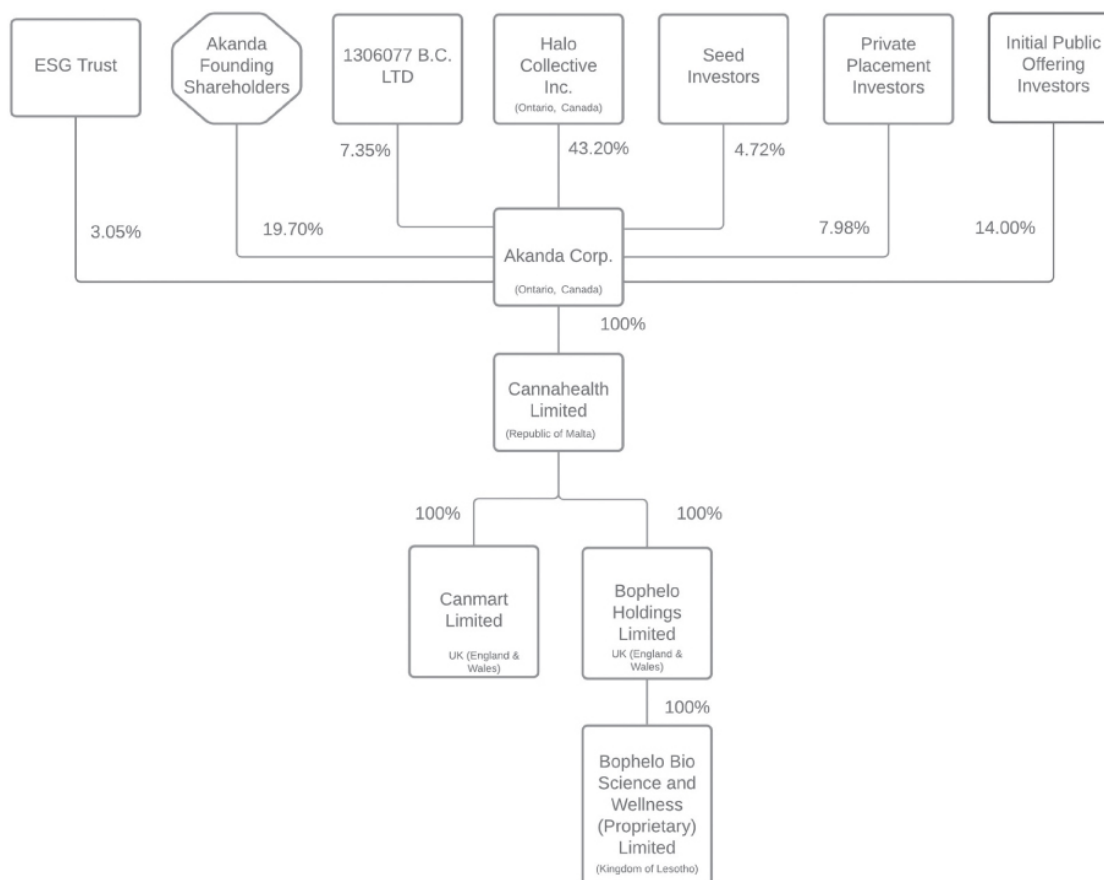 ESG Trust
Akanda
Founding
Shareholders
1306077 B.C.
LTD
Halo
Collective
Inc.
(Ontario, Canada)
Seed
Investors
Private
Placement
Investors
Initial Public
Offering
Investors
7.35%
43.20%
4.72%
3.05%
19.70%
7.98%
14.00%
Akanda Corp.
(Ontario, Canada)
100%
Cannahealth
Limited
(Republic of Malta)
100%
100%
Canmart
Limited
UK (England &
Wales)
Bophelo
Holdings
Limited
UK (England &
Wales)
100%
Bophelo Bio
Science and
Wellness
(Proprietary)
Limited
(Kingdom of Lesotho)